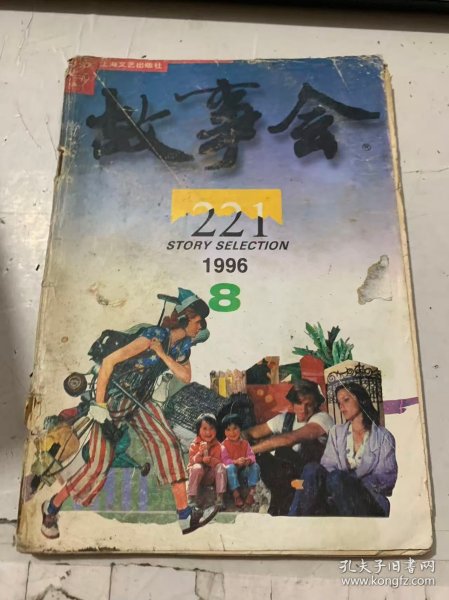 上海文艺出版社
故事会
®
221
STORY SELECTION
1996
8
孔夫子旧书网
www.kongfz.com